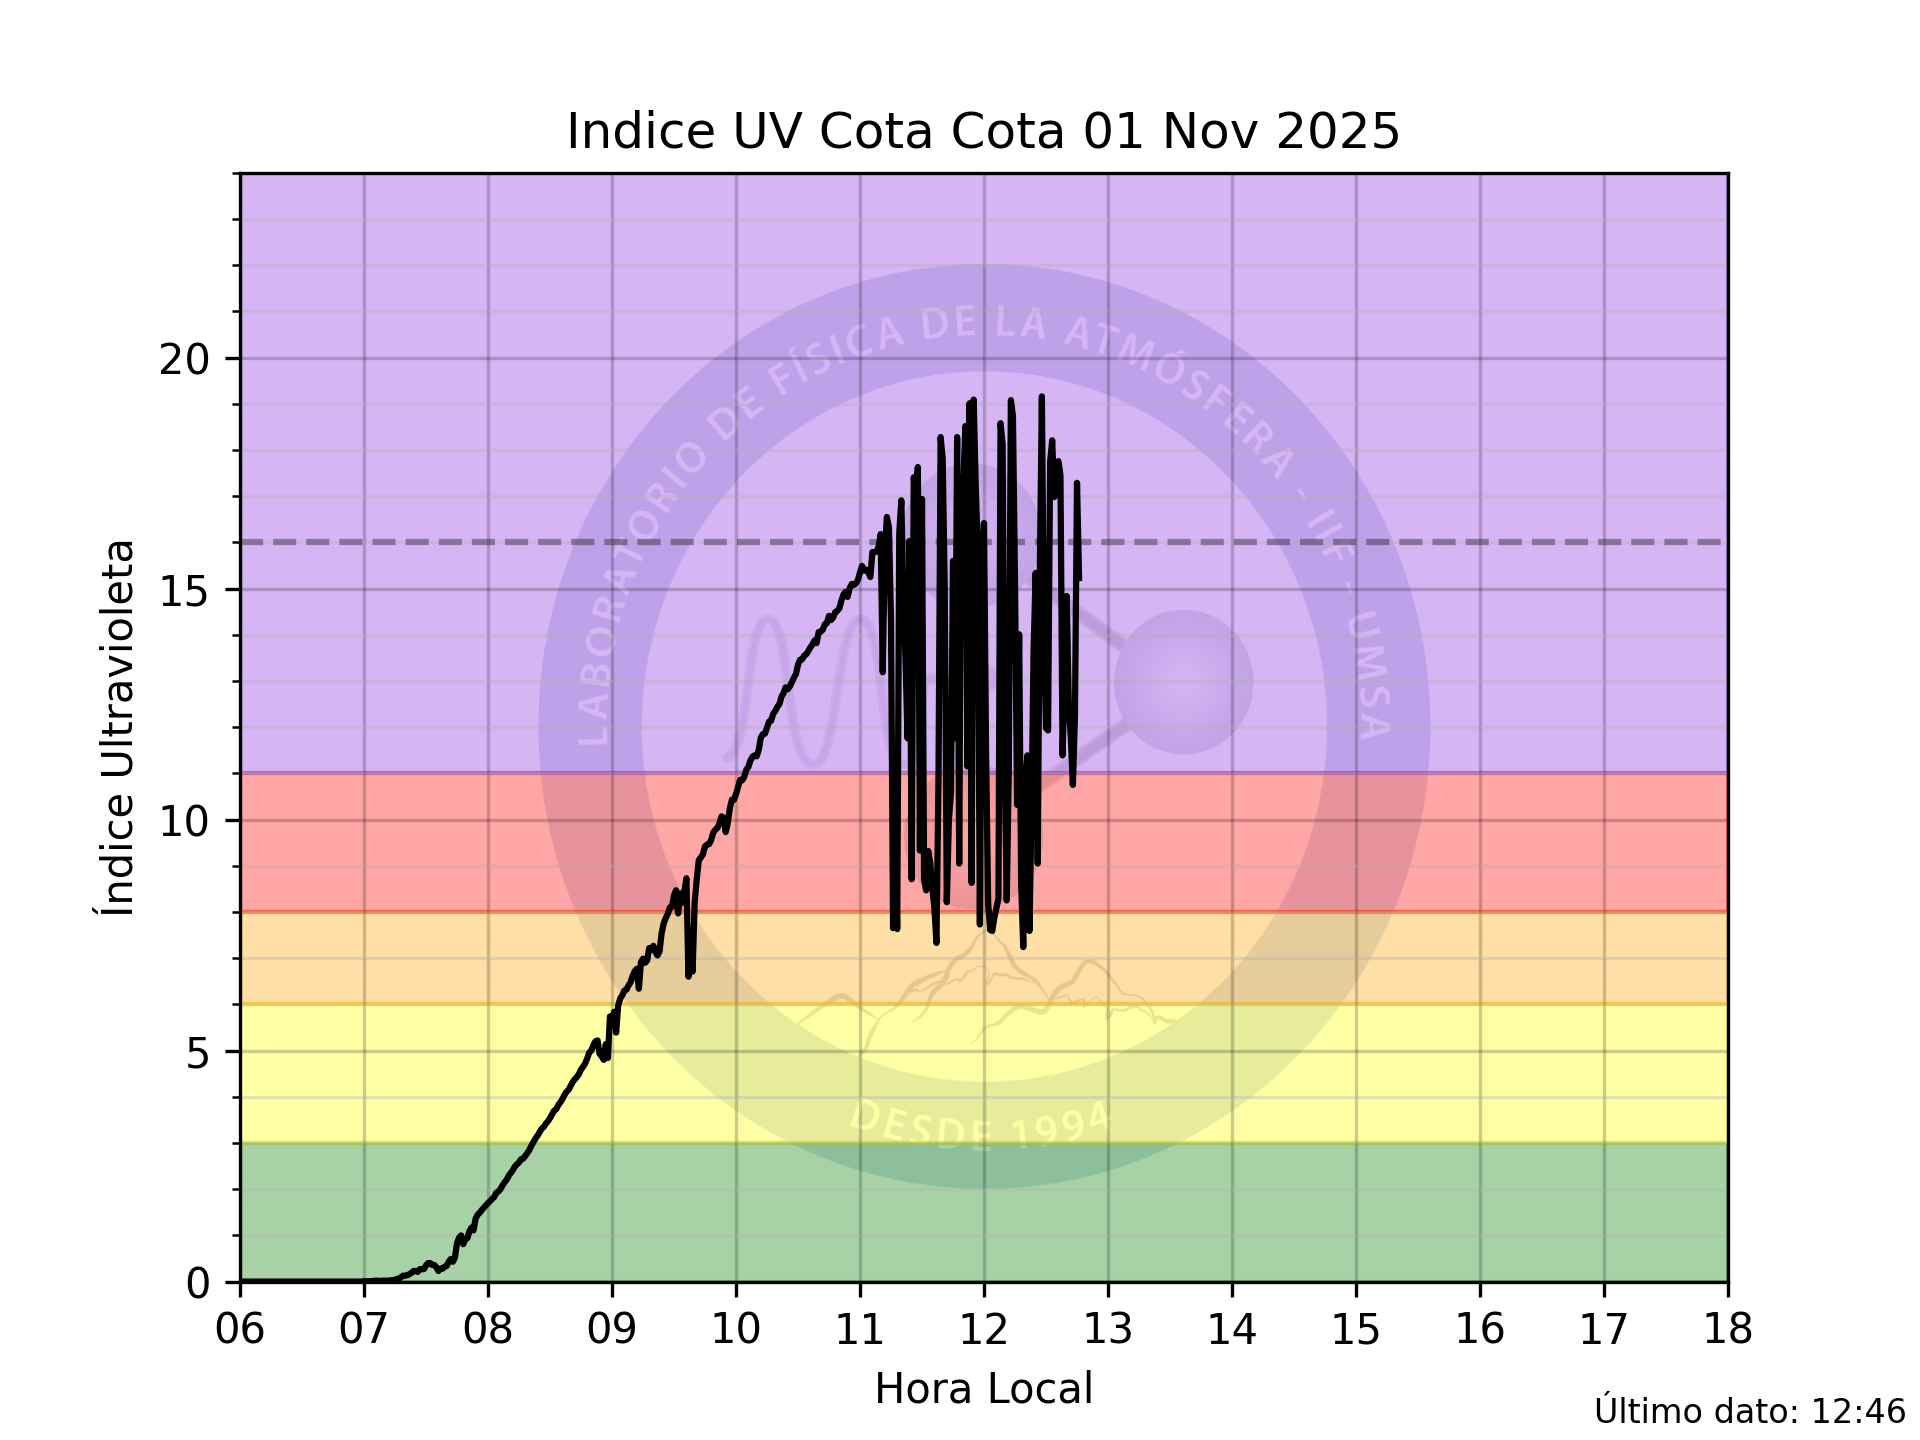 Indice UV Cota Cota 01 Nov 2025
Índice Ultravioleta
20
15
10
5
0
LABORATORIO DE FÍSICA DE LA ATMÓSFERA - IIF - UMSA
DESDE 1994
06 07 08 09 10 11 12 13 14 15 16 17 18
Hora Local
Último dato: 12:46